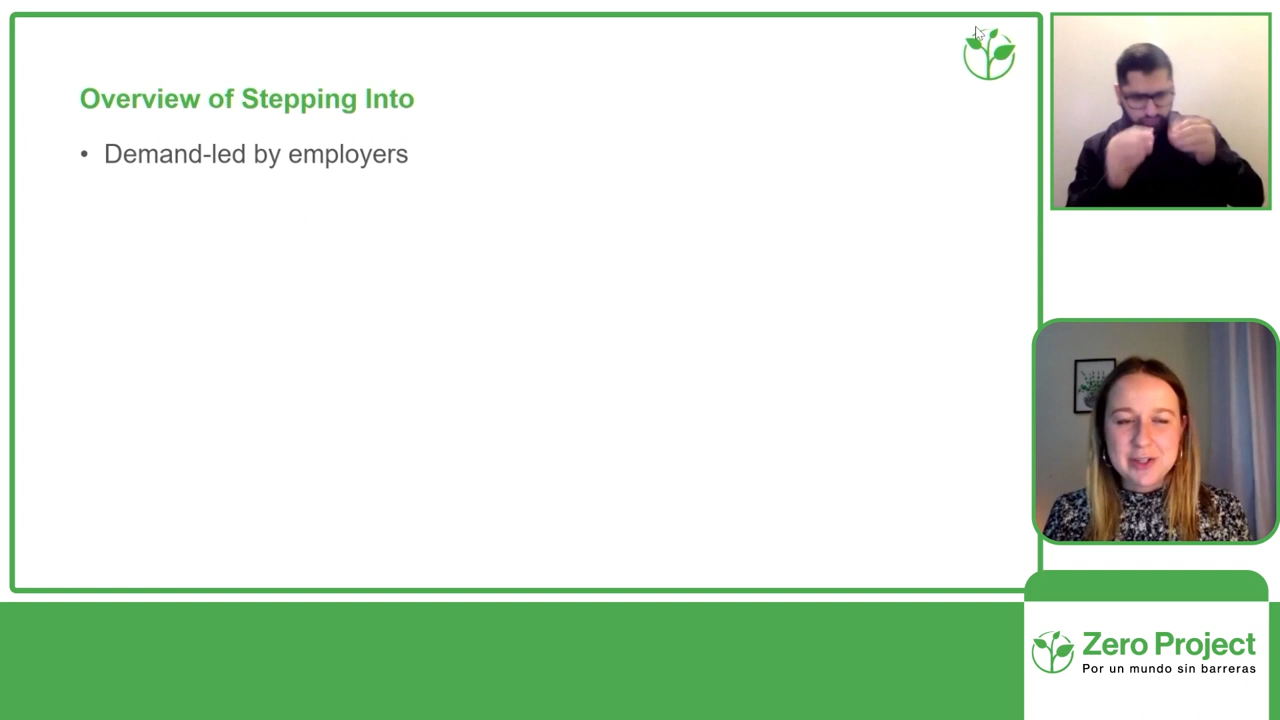 Overview of Stepping Into
• Demand-led by employers
Zero Project
Por un mundo sin barreras